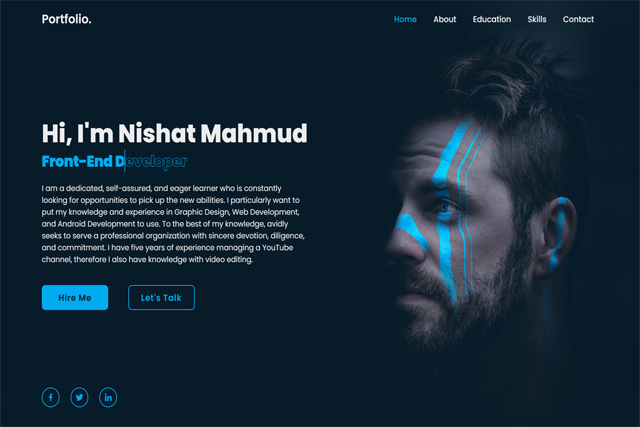 Portfolio.
Home About Education Skills Contact
Hi, I'm Nishat Mahmud
Front-End Developer
I am a dedicated, self-assured, and eager learner who is constantly
looking for opportunities to pick up the new abilities. I particularly want to
put my knowledge and experience in Graphic Design, Web Development,
and Android Development to use. To the best of my knowledge, avidly
seeks to serve a professional organization with sincere devotion, diligence,
and commitment. I have five years of experience managing a YouTube
channel, therefore I also have knowledge with video editing.
Hire Me Let's Talk